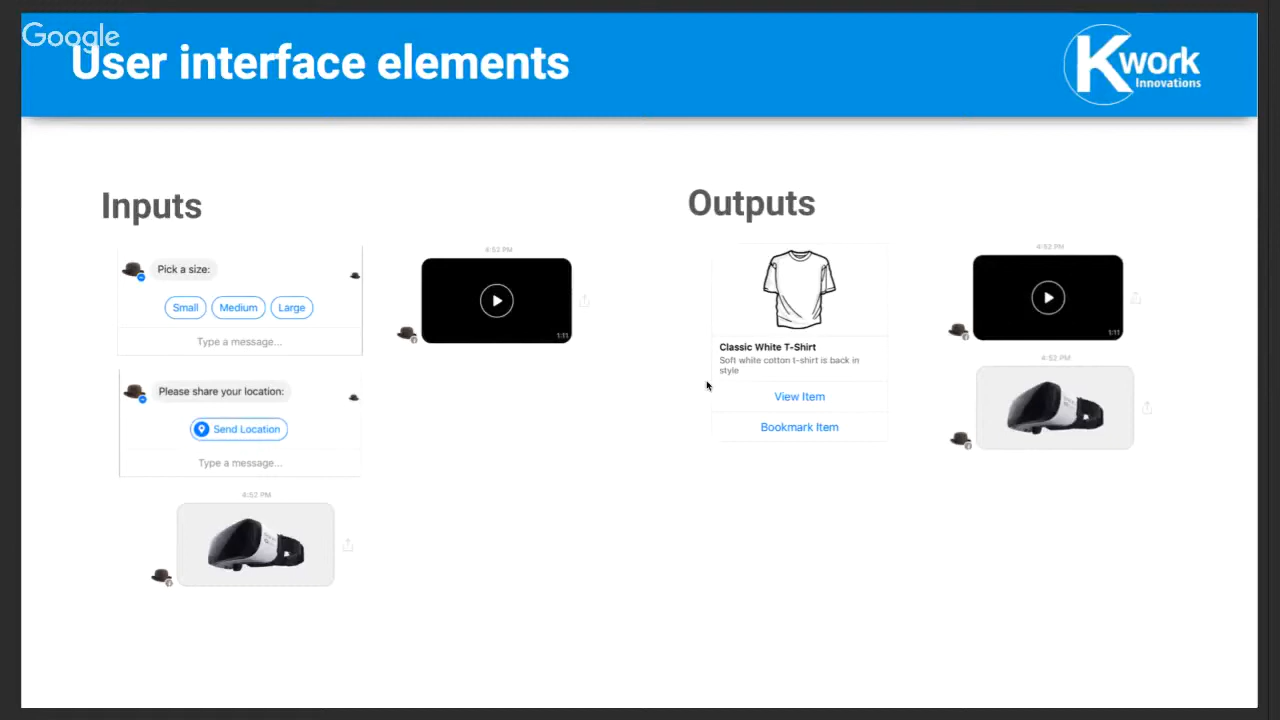 Google
User interface elements
Kwork
Innovations
Inputs
Outputs
Pick a size:
Small Medium Large
Type a message...
4:52 PM
1:11
Please share your location:
Send Location
Type a message...
4:52 PM
Classic White T-Shirt
Soft white cotton t-shirt is back in
style
View Item
Bookmark Item
4:52 PM
1:11
4:52 PM